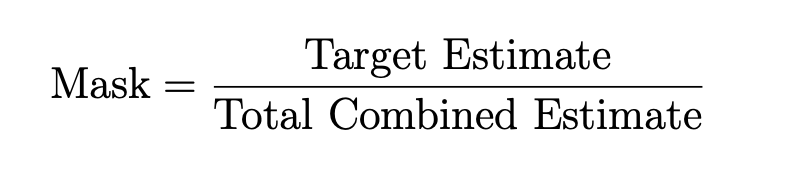 Mask = Target Estimate
Total Combined Estimate